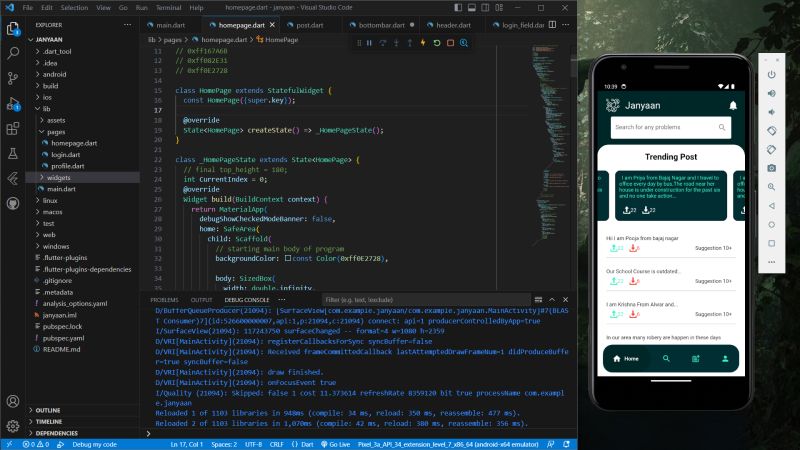 File Edit Selection View Go Run Terminal Help
homepage.dart - janyaan - Visual Studio Code
EXPLORER
JANYAAN
.dart_tool
.idea
android
build
ios
lib
assets
pages
homepage.dart
login.dart
profile.dart
widgets
main.dart
linux
macos
test
web
windows
.flutter-plugins
.flutter-plugins-dependencies
.gitignore
.metadata
analysis_options.yaml
janyaan.iml
pubspec.lock
pubspec.yaml
README.md
OUTLINE
TIMELINE
DEPENDENCIES
main.dart
homepage.dart
post.dart
bottombar.dart
header.dart
login_field.dart
lib > pages > homepage.dart > HomePage
11 // 0xff167A6B
12 // 0xff082E31
13 // 0xff0E2728
14
15 class HomePage extends StatefulWidget {
16 const HomePage({super.key});
17
18 @override
19 State<HomePage> createState() => _HomePageState();
20 }
21
22 class _HomePageState extends State<HomePage> {
23 // final top_height = 180;
24 int CurrentIndex = 0;
25 @override
26 Widget build(BuildContext context) {
27 return MaterialApp(
28 debugShowCheckedModeBanner: false,
29 home: SafeArea(
30 child: Scaffold(
31 // starting main body of program
32 backgroundColor: const Color(0xff0E2728),
33
34 body: SizedBox(
35 width: double.infinity,
PROBLEMS OUTPUT DEBUG CONSOLE ···
Filter (e.g. text, !exclude)
D/BufferQueueProducer(21094): [SurfaceView[com.example.janyaan/com.example.janyaan.MainActivity]#7(BLAST Consumer)7](id:526600000007,api:1,p:21094,c:21094) connect: api=1 producerControlledByApp=true
I/SurfaceView(21094): 117243750 surfaceChanged -- format=4 w=1080 h=2359
D/VRI[MainActivity](21094): registerCallbacksForSync syncBuffer=false
D/VRI[MainActivity](21094): Received frameCommittedCallback lastAttemptedDrawFrameNum=1 didProduceBuffer=true syncBuffer=false
D/VRI[MainActivity](21094): draw finished.
D/VRI[MainActivity](21094): onFocusEvent true
I/Quality (21094): Skipped: false 1 cost 11.373614 refreshRate 8359120 bit true processName com.example.janyaan
Reloaded 1 of 1103 libraries in 948ms (compile: 34 ms, reload: 350 ms, reassemble: 477 ms).
Reloaded 2 of 1103 libraries in 1,070ms (compile: 42 ms, reload: 380 ms, reassemble: 356 ms).
0 0 Debug my code
Ln 17, Col 1 Spaces: 2 UTF-8 CRLF {} Dart Go Live Pixel_3a_API_34_extension_level_7_x86_64 (android-x64 emulator)
10:39
Janyaan
Search for any problems
Trending Post
I am Priya from Bajaj Nagar and I travel to
office every day by bus.The road near her
house is under construction for the past six
and no one take action...
22 22
Hii I am Pooja from bajaj nagar
Suggestion 10+
Our School Course is outdated...
Suggestion 10+
I am Krishna From Alwar and...
Suggestion 10+
In our area many robery are happen in these days
Home